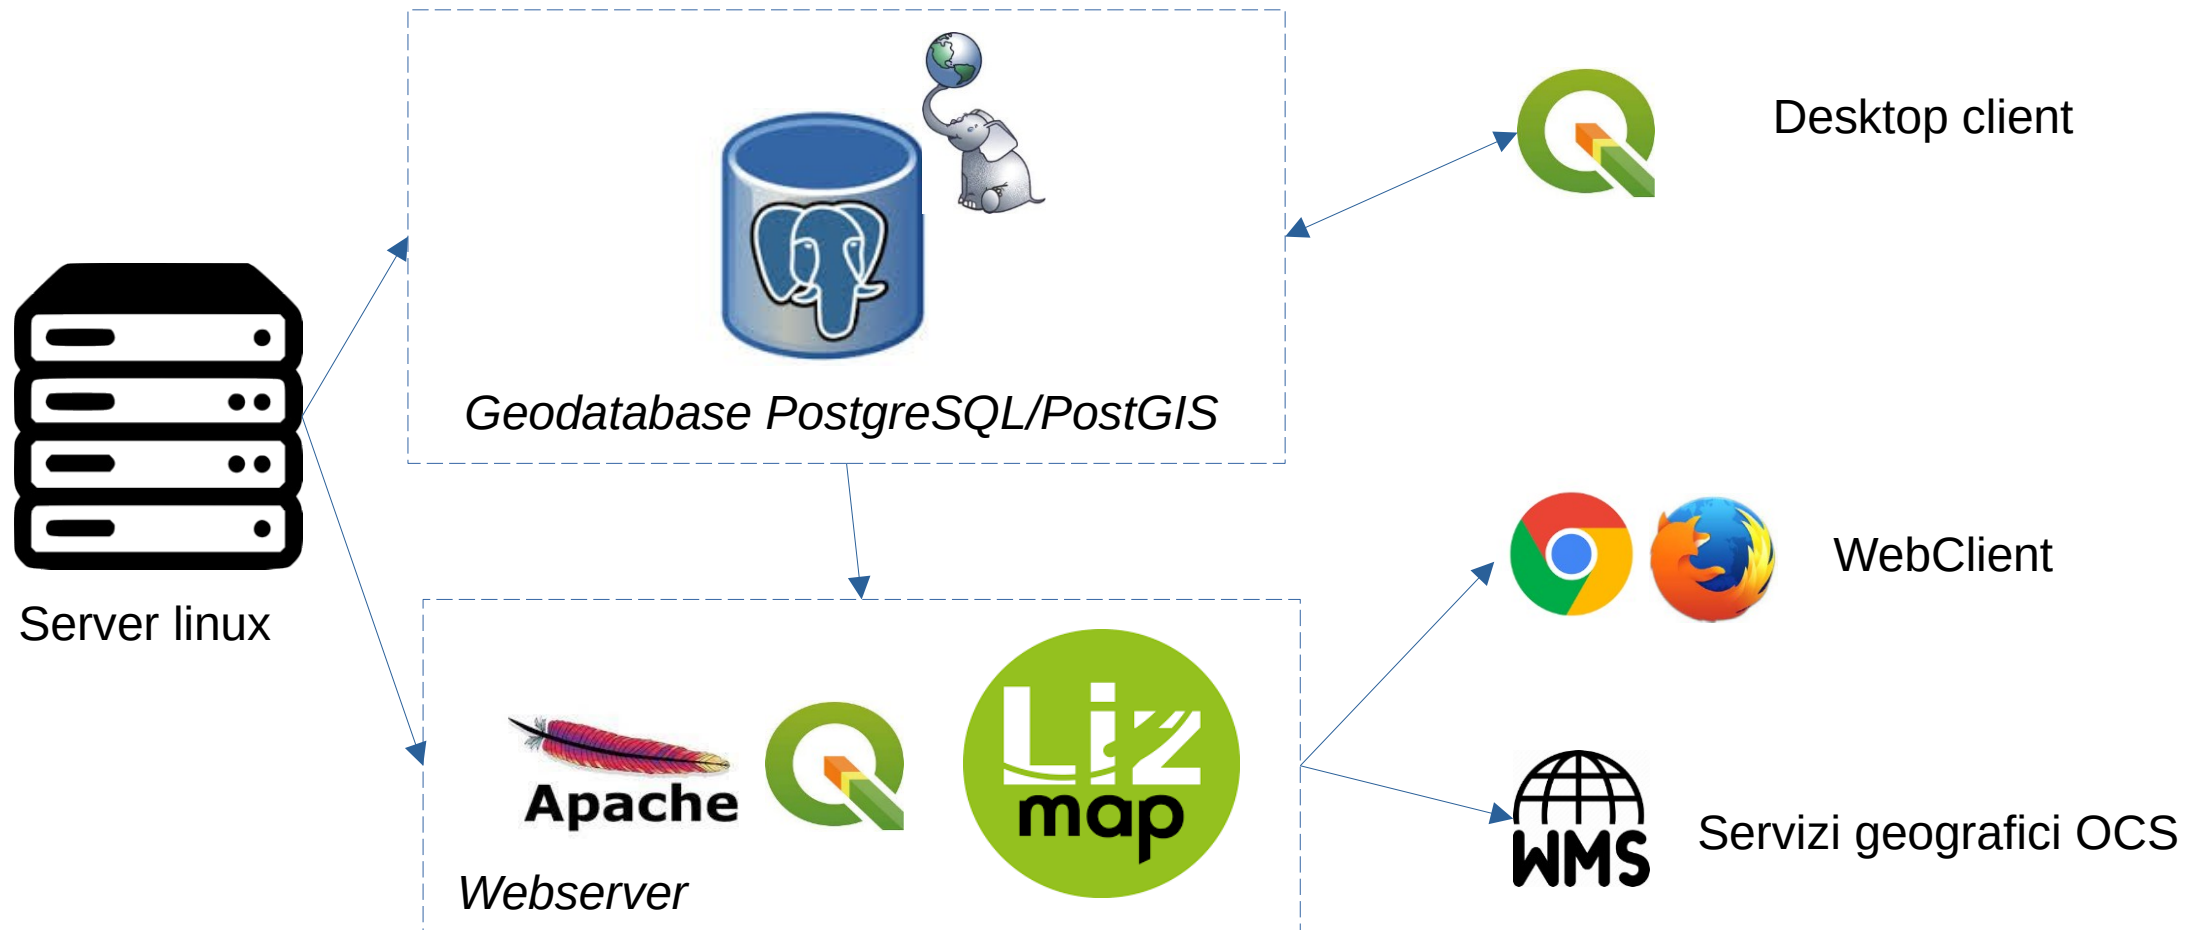 Desktop client
Geodatabase PostgreSQL/PostGIS
WebClient
Server linux
Liz
map
Apache
WMS
Servizi geografici OCS
Webserver